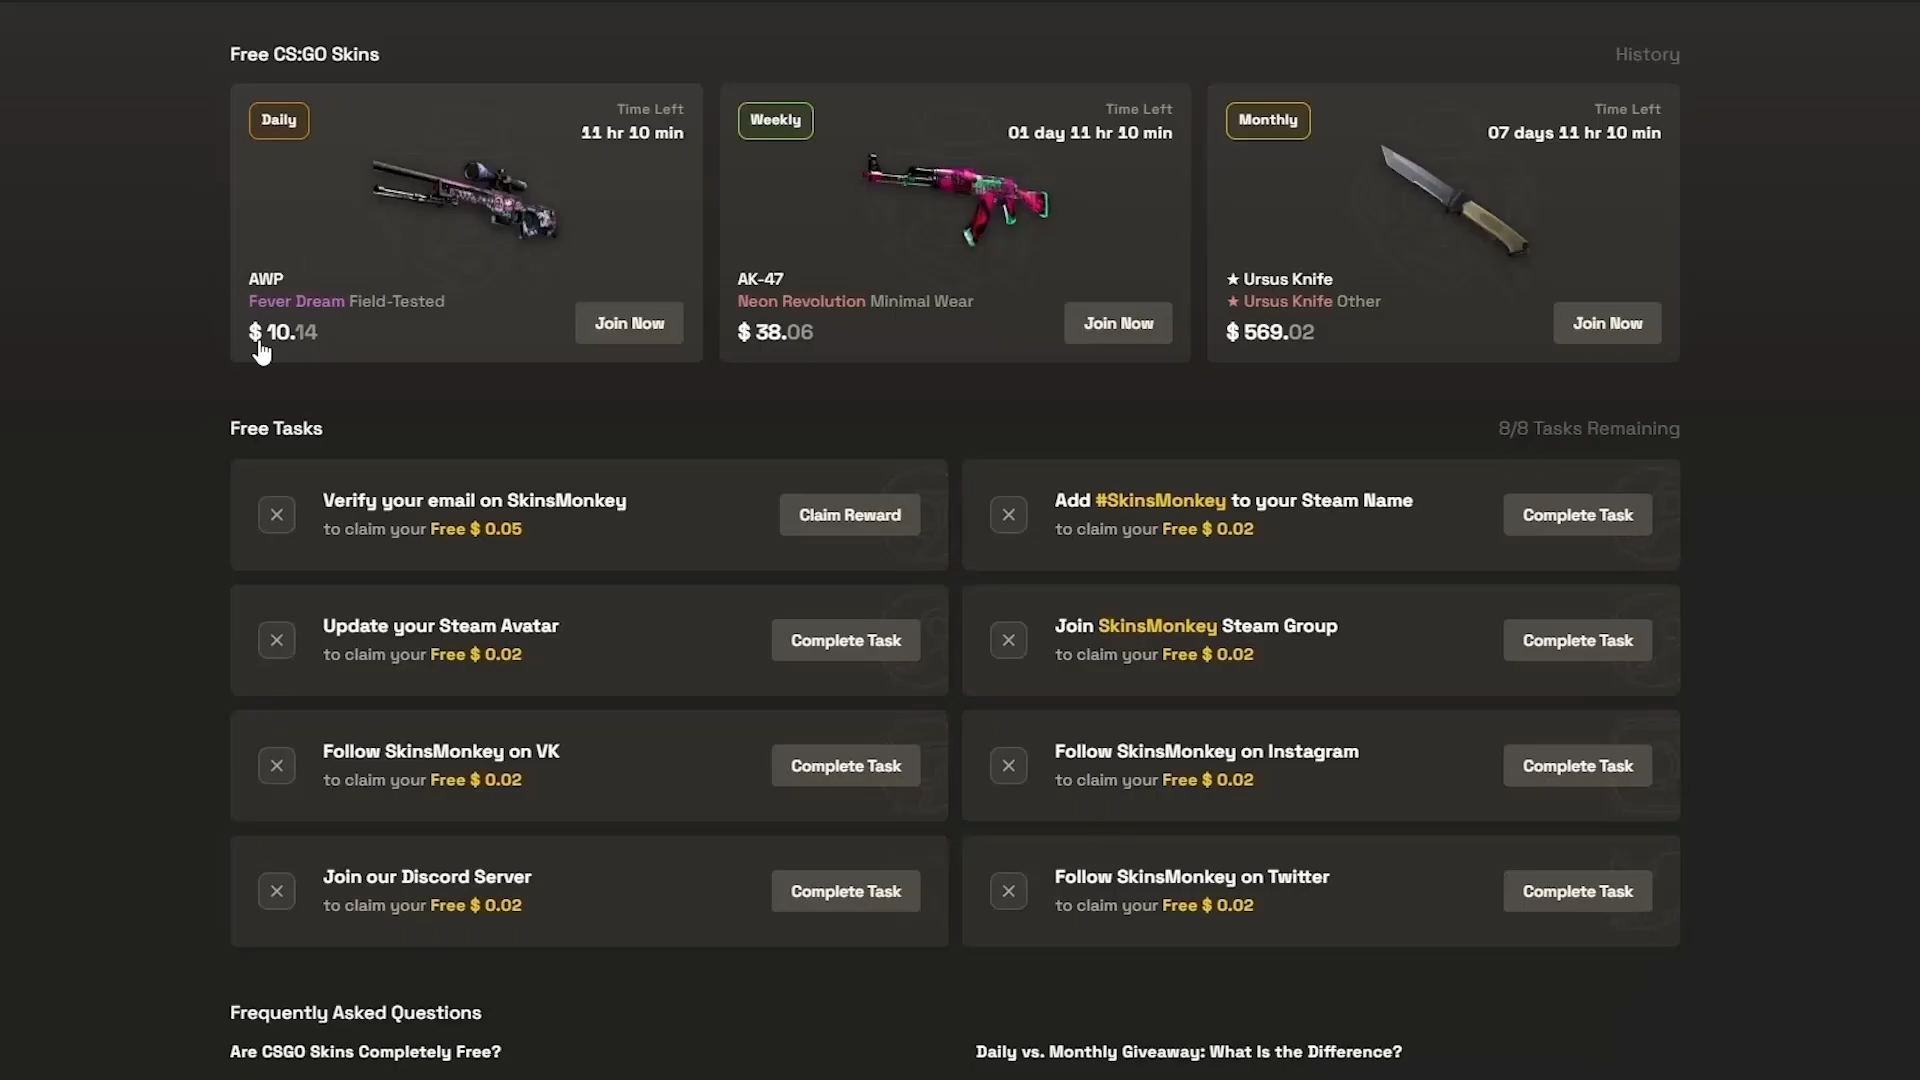 Free CS:GO Skins
History
Daily
Time Left
11 hr 10 min
AWP
Fever Dream Field-Tested
$ 10.14
Join Now
Weekly
Time Left
01 day 11 hr 10 min
AK-47
Neon Revolution Minimal Wear
$ 38.06
Join Now
Monthly
Time Left
07 days 11 hr 10 min
★ Ursus Knife
★ Ursus Knife Other
$ 569.02
Join Now
Free Tasks
8/8 Tasks Remaining
Verify your email on SkinsMonkey
to claim your Free $ 0.05
Claim Reward
Add #SkinsMonkey to your Steam Name
to claim your Free $ 0.02
Complete Task
Update your Steam Avatar
to claim your Free $ 0.02
Complete Task
Join SkinsMonkey Steam Group
to claim your Free $ 0.02
Complete Task
Follow SkinsMonkey on VK
to claim your Free $ 0.02
Complete Task
Follow SkinsMonkey on Instagram
to claim your Free $ 0.02
Complete Task
Join our Discord Server
to claim your Free $ 0.02
Complete Task
Follow SkinsMonkey on Twitter
to claim your Free $ 0.02
Complete Task
Frequently Asked Questions
Are CSGO Skins Completely Free?
Daily vs. Monthly Giveaway: What Is the Difference?